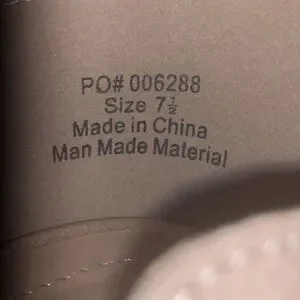 PO# 006288
Size 7½
Made in China
Man Made Material